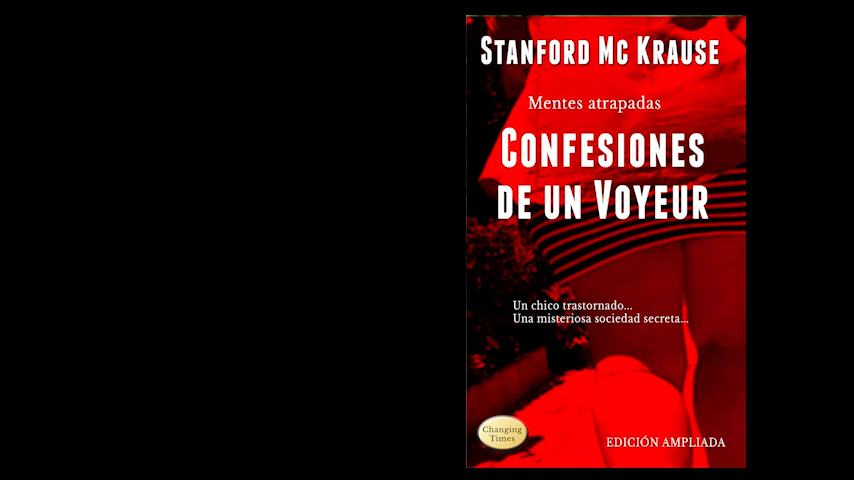 STANFORD MC KRAUSE
Mentes atrapadas
CONFESIONES
DE UN VOYEUR
Un chico trastornado...
Una misteriosa sociedad secreta...
Changing
Times
EDICIÓN AMPLIADA